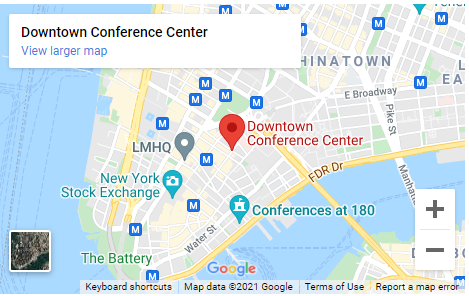 Downtown Conference Center
View larger map
HINATOWN
E Broadway
Pike St
Downtown
Conference Center
LMHQ
FDR Dr
New York
Stock Exchange
Conferences at 180
Water St
The Battery
Google
Keyboard shortcuts
Map data ©2021 Google
Terms of Use
Report a map error